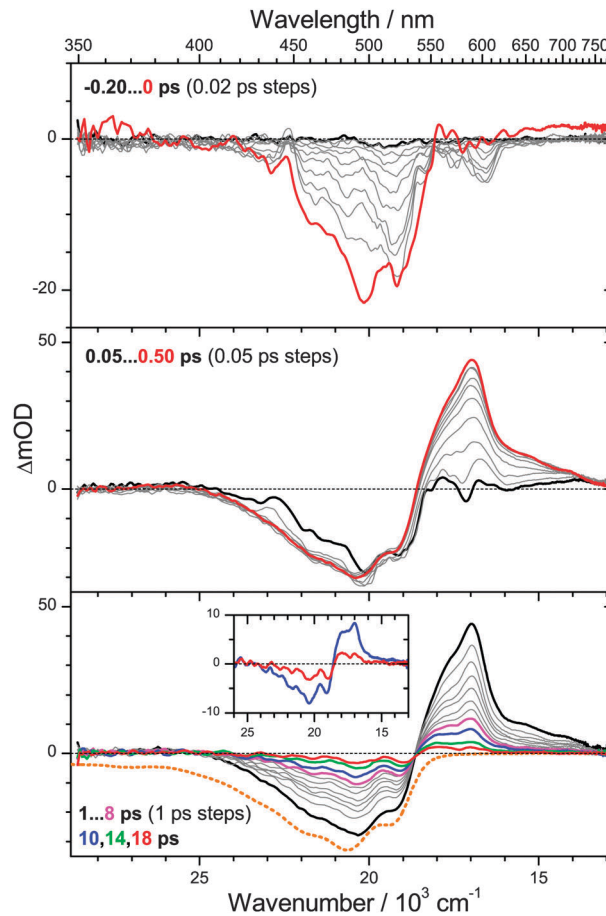 Wavelength / nm
350 400 450 500 550 600 650 700 750
-0.20...0 ps (0.02 ps steps)
0
-20
0.05...0.50 ps (0.05 ps steps)
50
0
ΔmOD
50
0
10
0
-10
25 20 15
1...8 ps (1 ps steps)
10,14,18 ps
25 20 15
Wavenumber / 10³ cm⁻¹